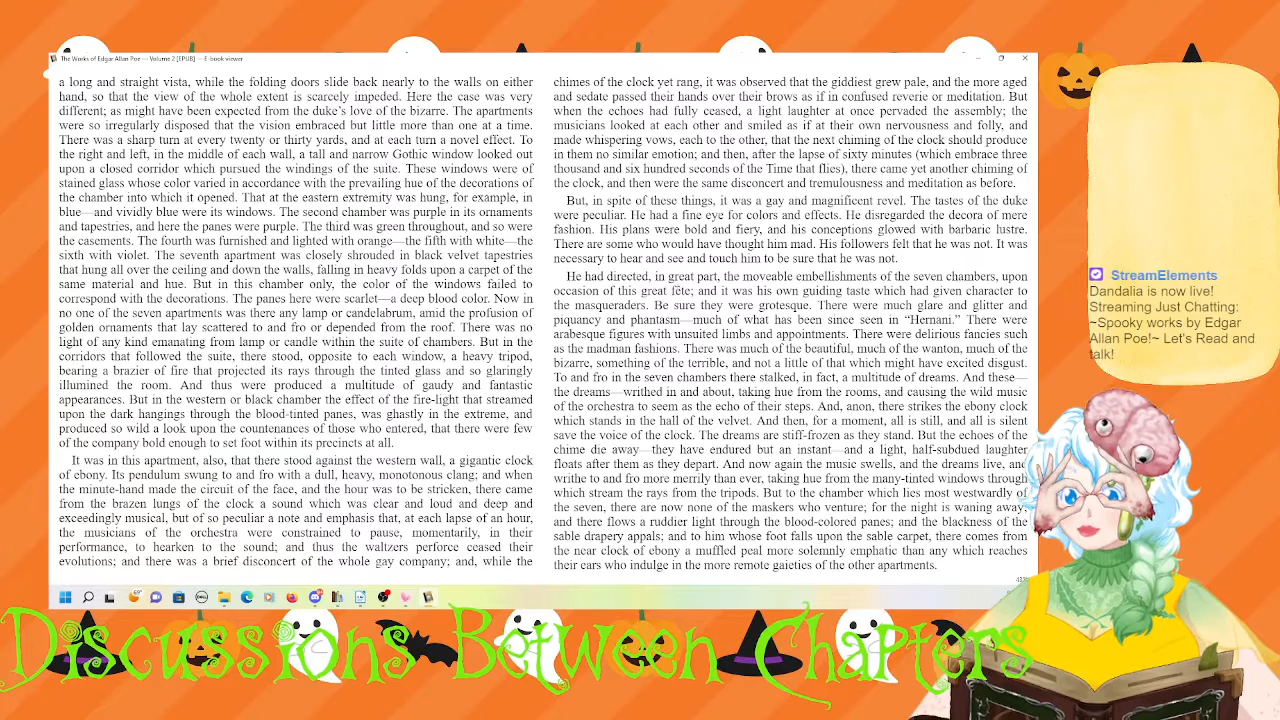 The Works of Edgar Allan Poe — Volume 2 [EPUB] — E-book viewer
a long and straight vista, while the folding doors slide back nearly to the walls on either
hand, so that the view of the whole extent is scarcely impeded. Here the case was very
different; as might have been expected from the duke's love of the bizarre. The apartments
were so irregularly disposed that the vision embraced but little more than one at a time.
There was a sharp turn at every twenty or thirty yards, and at each turn a novel effect. To
the right and left, in the middle of each wall, a tall and narrow Gothic window looked out
upon a closed corridor which pursued the windings of the suite. These windows were of
stained glass whose color varied in accordance with the prevailing hue of the decorations of
the chamber into which it opened. That at the eastern extremity was hung, for example, in
blue—and vividly blue were its windows. The second chamber was purple in its ornaments
and tapestries, and here the panes were purple. The third was green throughout, and so were
the casements. The fourth was furnished and lighted with orange—the fifth with white—the
sixth with violet. The seventh apartment was closely shrouded in black velvet tapestries
that hung all over the ceiling and down the walls, falling in heavy folds upon a carpet of the
same material and hue. But in this chamber only, the color of the windows failed to
correspond with the decorations. The panes here were scarlet—a deep blood color. Now in
no one of the seven apartments was there any lamp or candelabrum, amid the profusion of
golden ornaments that lay scattered to and fro or depended from the roof. There was no
light of any kind emanating from lamp or candle within the suite of chambers. But in the
corridors that followed the suite, there stood, opposite to each window, a heavy tripod,
bearing a brazier of fire that projected its rays through the tinted glass and so glaringly
illumined the room. And thus were produced a multitude of gaudy and fantastic
appearances. But in the western or black chamber the effect of the fire-light that streamed
upon the dark hangings through the blood-tinted panes, was ghastly in the extreme, and
produced so wild a look upon the countenances of those who entered, that there were few
of the company bold enough to set foot within its precincts at all.
It was in this apartment, also, that there stood against the western wall, a gigantic clock
of ebony. Its pendulum swung to and fro with a dull, heavy, monotonous clang; and when
the minute-hand made the circuit of the face, and the hour was to be stricken, there came
from the brazen lungs of the clock a sound which was clear and loud and deep and
exceedingly musical, but of so peculiar a note and emphasis that, at each lapse of an hour,
the musicians of the orchestra were constrained to pause, momentarily, in their
performance, to hearken to the sound; and thus the waltzers perforce ceased their
evolutions; and there was a brief disconcert of the whole gay company; and, while the
chimes of the clock yet rang, it was observed that the giddiest grew pale, and the more aged
and sedate passed their hands over their brows as if in confused reverie or meditation. But
when the echoes had fully ceased, a light laughter at once pervaded the assembly; the
musicians looked at each other and smiled as if at their own nervousness and folly, and
made whispering vows, each to the other, that the next chiming of the clock should produce
in them no similar emotion; and then, after the lapse of sixty minutes (which embrace three
thousand and six hundred seconds of the Time that flies), there came yet another chiming of
the clock, and then were the same disconcert and tremulousness and meditation as before.
But, in spite of these things, it was a gay and magnificent revel. The tastes of the duke
were peculiar. He had a fine eye for colors and effects. He disregarded the decora of mere
fashion. His plans were bold and fiery, and his conceptions glowed with barbaric lustre.
There are some who would have thought him mad. His followers felt that he was not. It was
necessary to hear and see and touch him to be sure that he was not.
He had directed, in great part, the moveable embellishments of the seven chambers, upon
occasion of this great fête; and it was his own guiding taste which had given character to
the masqueraders. Be sure they were grotesque. There were much glare and glitter and
piquancy and phantasm—much of what has been since seen in “Hernani.” There were
arabesque figures with unsuited limbs and appointments. There were delirious fancies such
as the madman fashions. There was much of the beautiful, much of the wanton, much of the
bizarre, something of the terrible, and not a little of that which might have excited disgust.
To and fro in the seven chambers there stalked, in fact, a multitude of dreams. And these—
the dreams—writhed in and about, taking hue from the rooms, and causing the wild music
of the orchestra to seem as the echo of their steps. And, anon, there strikes the ebony clock
which stands in the hall of the velvet. And then, for a moment, all is still, and all is silent
save the voice of the clock. The dreams are stiff-frozen as they stand. But the echoes of the
chime die away—they have endured but an instant—and a light, half-subdued laughter
floats after them as they depart. And now again the music swells, and the dreams live, and
writhe to and fro more merrily than ever, taking hue from the many-tinted windows through
which stream the rays from the tripods. But to the chamber which lies most westwardly of
the seven, there are now none of the maskers who venture; for the night is waning away;
and there flows a ruddier light through the blood-colored panes; and the blackness of the
sable drapery appals; and to him whose foot falls upon the sable carpet, there comes from
the near clock of ebony a muffled peal more solemnly emphatic than any which reaches
their ears who indulge in the more remote gaieties of the other apartments.
StreamElements
Dandalia is now live!
Streaming Just Chatting:
~Spooky works by Edgar
Allan Poe!~ Let's Read and
talk!
Discussions Between Chapters